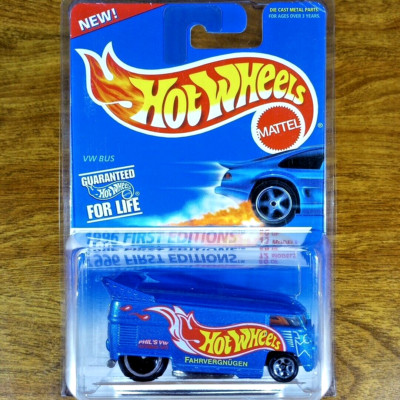 NEW!
DIE CAST METAL PARTS
FOR AGES OVER 3 YEARS
HOT WHEELS
MATTEL
VW BUS
GUARANTEED
HOT WHEELS
FOR LIFE
1996 FIRST EDITIONS
HOT WHEELS
PHIL'S VW
FAHRVERGNÜGEN